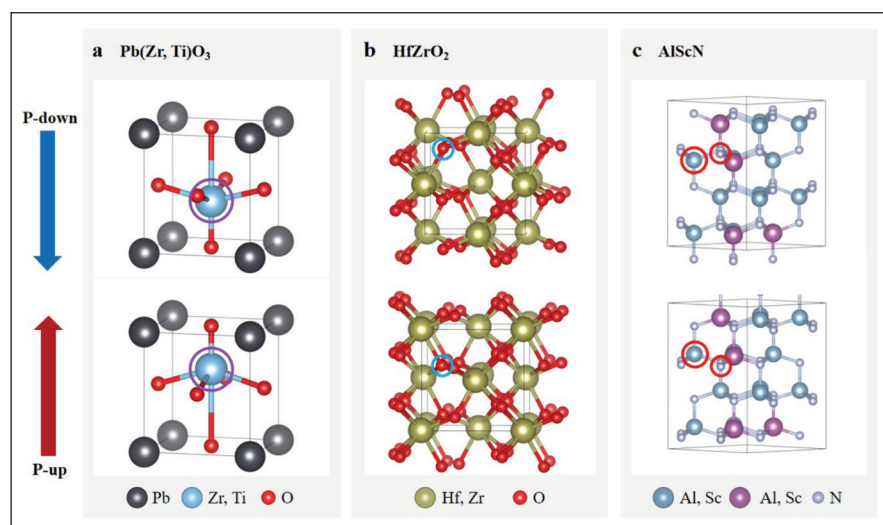 a Pb(Zr, Ti)O₃
b HfZrO₂
c AlScN
P-down
P-up
Pb Zr, Ti O
Hf, Zr O
Al, Sc Al, Sc N